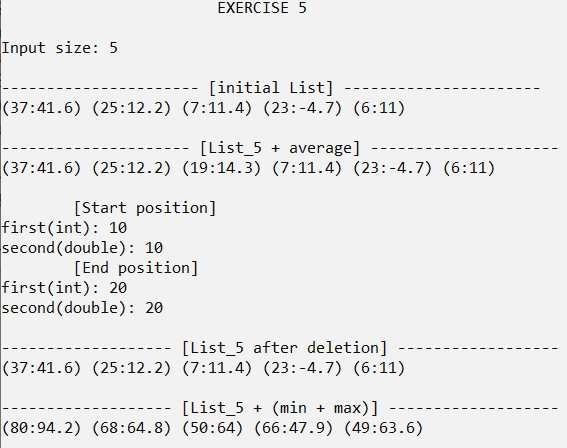 EXERCISE 5
Input size: 5
---------------------- [initial List] ----------------------
(37:41.6) (25:12.2) (7:11.4) (23:-4.7) (6:11)
--------------------- [List_5 + average] ---------------------
(37:41.6) (25:12.2) (19:14.3) (7:11.4) (23:-4.7) (6:11)
[Start position]
first(int): 10
second(double): 10
[End position]
first(int): 20
second(double): 20
------------------- [List_5 after deletion] ------------------
(37:41.6) (25:12.2) (7:11.4) (23:-4.7) (6:11)
------------------- [List_5 + (min + max)] -------------------
(80:94.2) (68:64.8) (50:64) (66:47.9) (49:63.6)